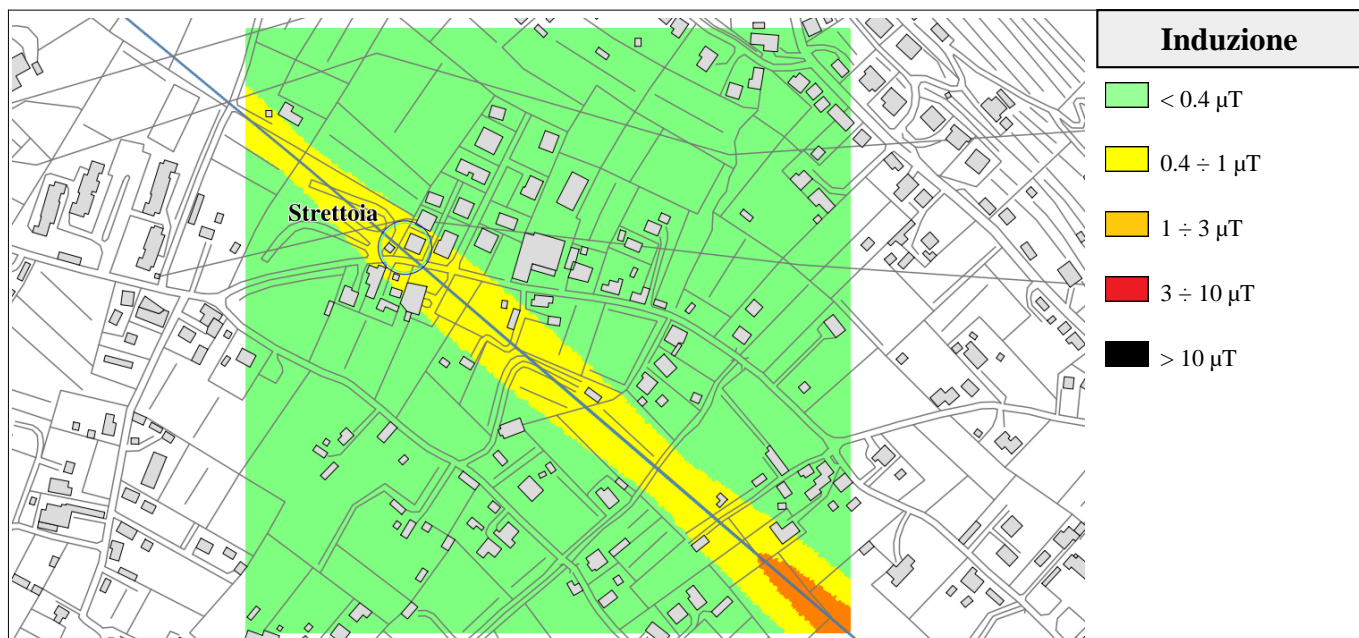 Induzione
< 0.4 µT
0.4 ÷ 1 µT
1 ÷ 3 µT
3 ÷ 10 µT
> 10 µT
Strettoia